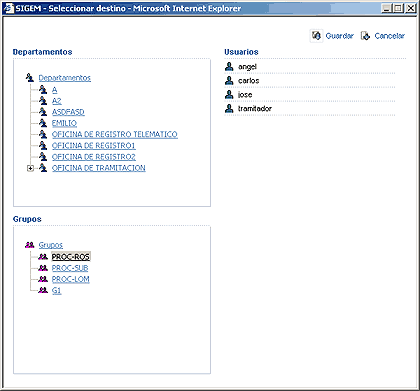 SIGEM - Seleccionar destino - Microsoft Internet Explorer
Guardar Cancelar
Departamentos
Departamentos
A
A2
ASDFASD
EMILIO
OFICINA DE REGISTRO TELEMATICO
OFICINA DE REGISTRO1
OFICINA DE REGISTRO2
OFICINA DE TRAMITACION
Usuarios
angel
carlos
jose
tramitador
Grupos
Grupos
PROC-ROS
PROC-SUB
PROC-LOM
G1